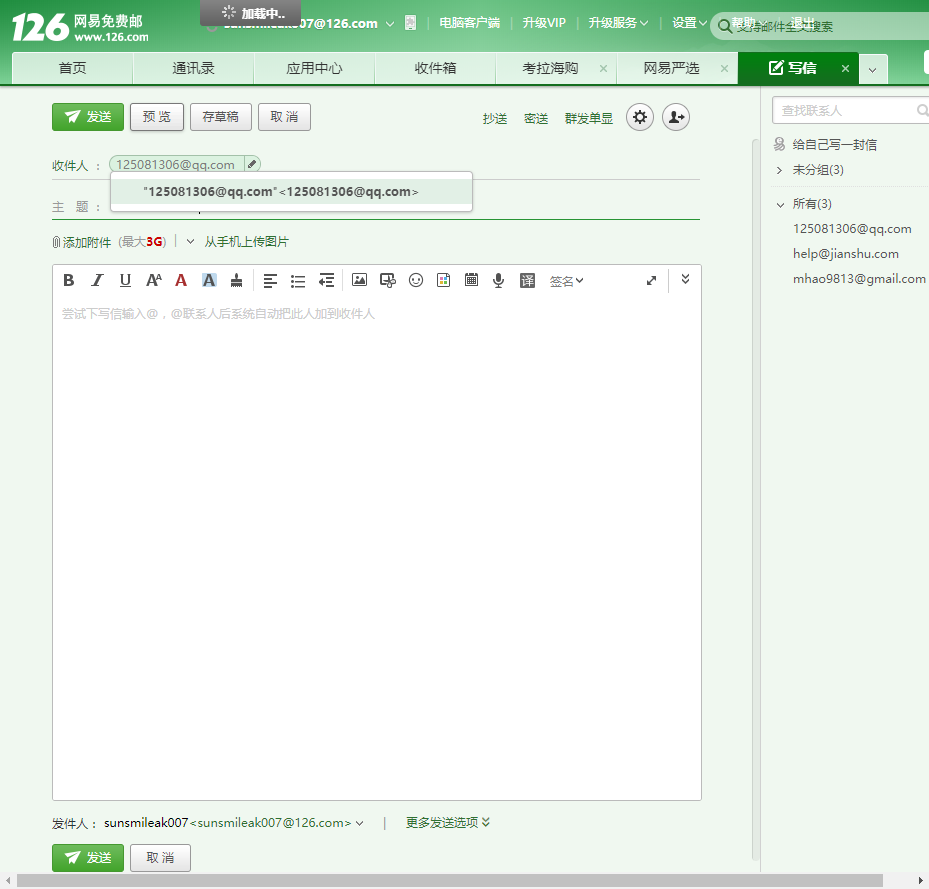 126 网易免费邮
www.126.com
加载中..
07@126.com
电脑客户端
升级VIP
升级服务
设置
帮助
退出
支持邮件全文搜索
首页
通讯录
应用中心
收件箱
考拉海购
网易严选
写信
发送
预 览
存草稿
取 消
抄送
密送
群发单显
收件人：
125081306@qq.com
"125081306@qq.com"<125081306@qq.com>
主 题：
添加附件 (最大3G)
从手机上传图片
B I U A A A 译 签名
尝试下写信输入@，@联系人后系统自动把此人加到收件人
发件人：sunsmileak007<sunsmileak007@126.com>
更多发送选项
发送
取 消
查找联系人
给自己写一封信
未分组(3)
所有(3)
125081306@qq.com
help@jianshu.com
mhao9813@gmail.com